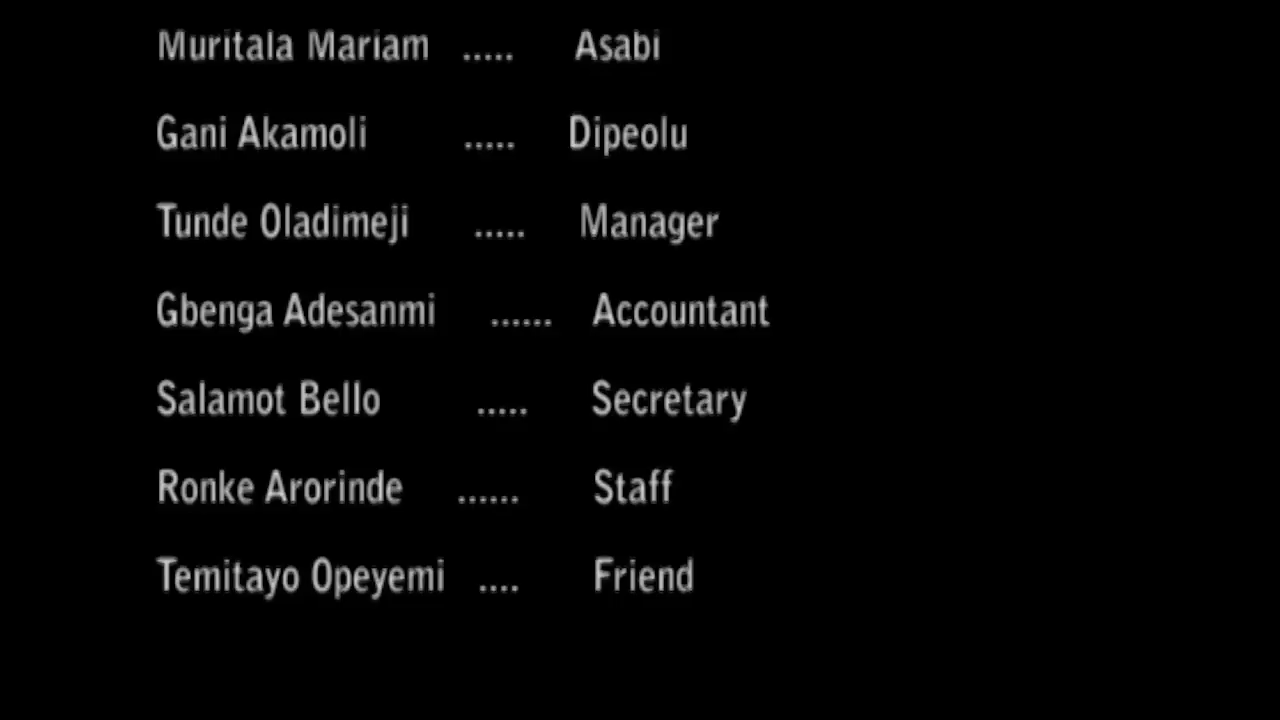 Muritala Mariam ..... Asabi
Gani Akamoli ..... Dipeolu
Tunde Oladimeji ..... Manager
Gbenga Adesanmi ...... Accountant
Salamot Bello ..... Secretary
Ronke Arorinde ...... Staff
Temitayo Opeyemi .... Friend